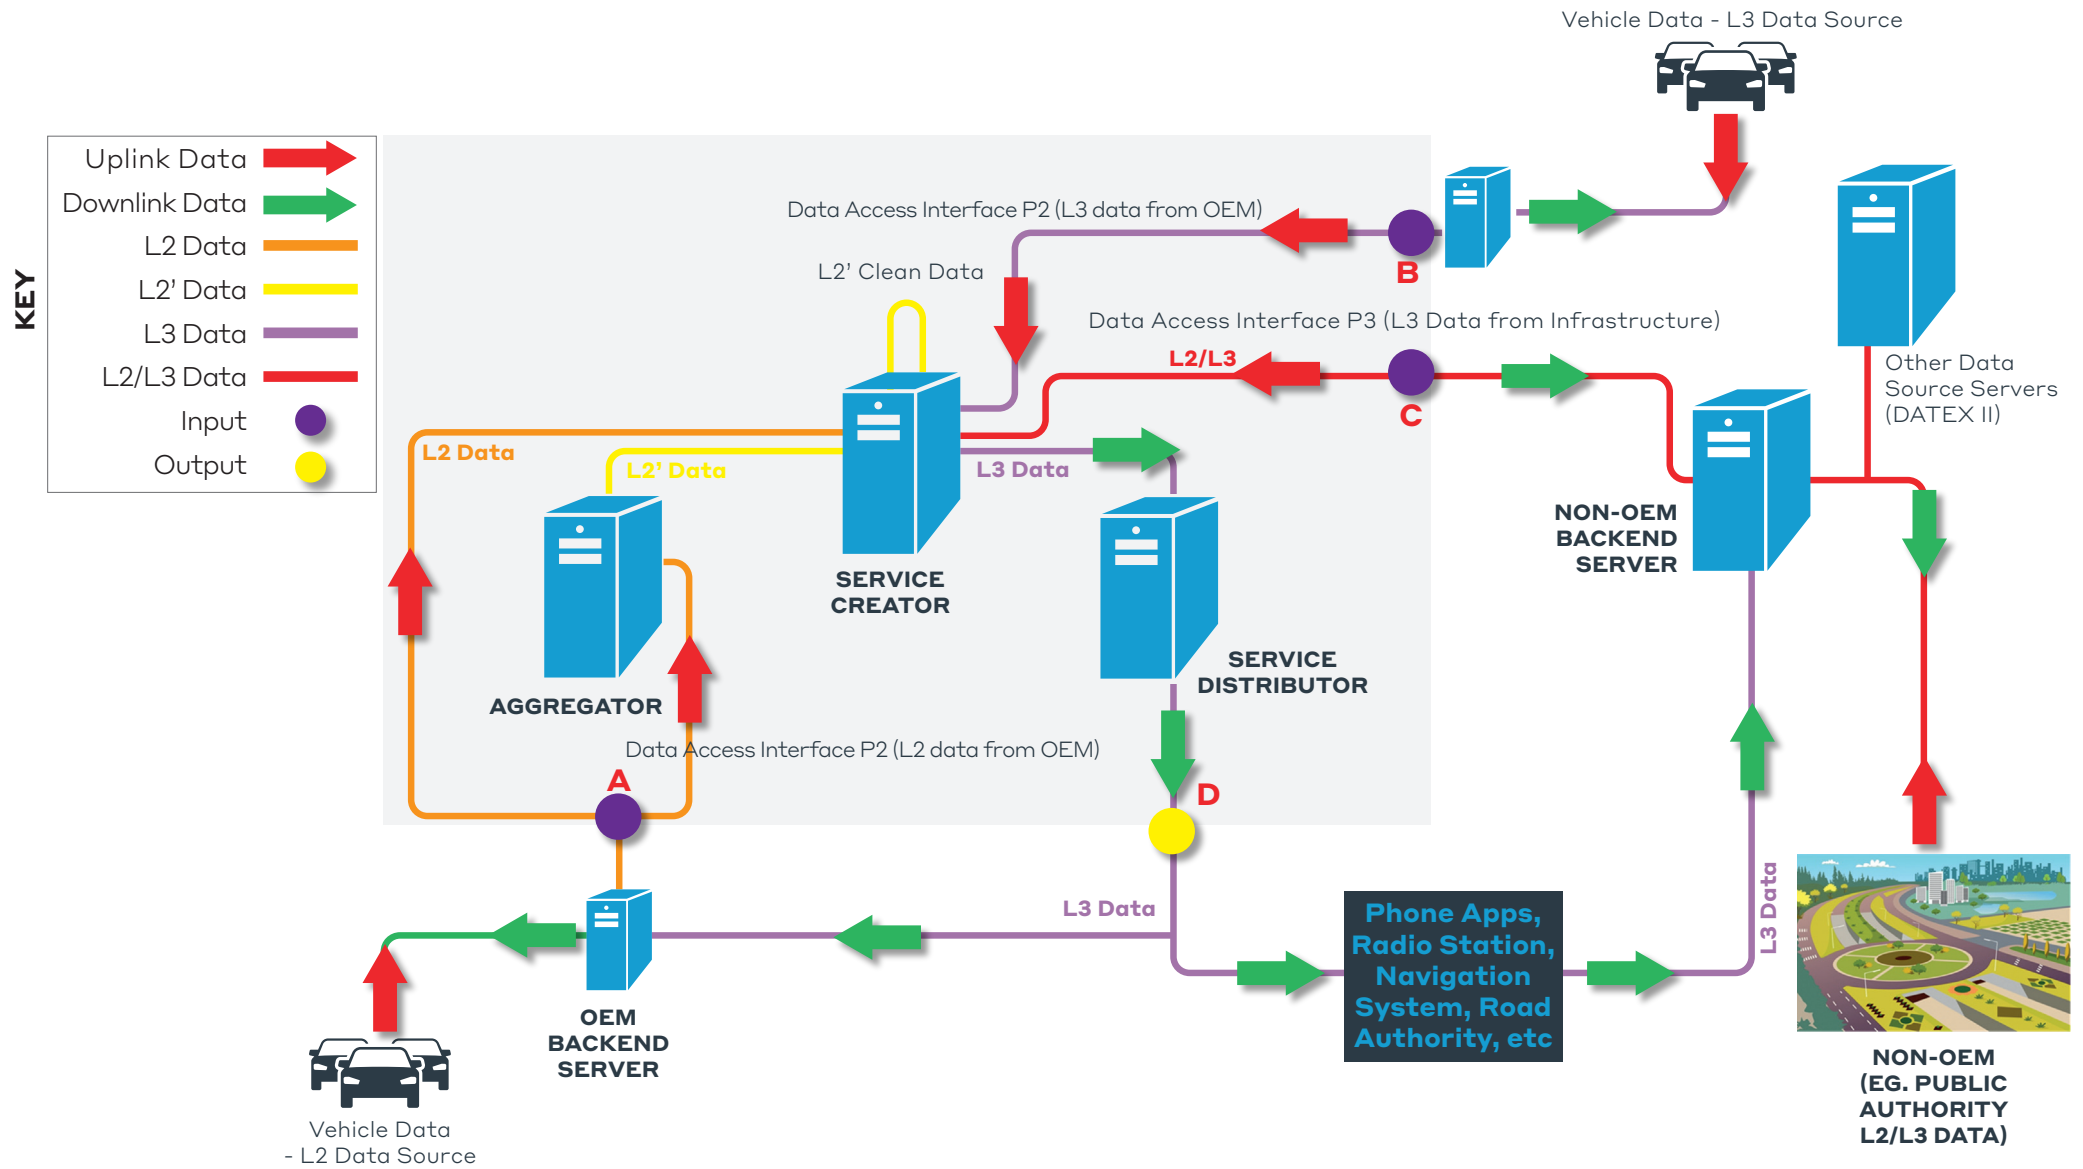 Vehicle Data - L3 Data Source
KEY
Uplink Data
Downlink Data
L2 Data
L2’ Data
L3 Data
L2/L3 Data
Input
Output
Data Access Interface P2 (L3 data from OEM)
B
L2’ Clean Data
Data Access Interface P3 (L3 Data from Infrastructure)
L2/L3
C
Other Data
Source Servers
(DATEX II)
L2 Data
L2’ Data
L3 Data
NON-OEM
BACKEND
SERVER
SERVICE
CREATOR
AGGREGATOR
SERVICE
DISTRIBUTOR
Data Access Interface P2 (L2 data from OEM)
A
D
L3 Data
Phone Apps,
Radio Station,
Navigation
System, Road
Authority, etc
L3 Data
OEM
BACKEND
SERVER
Vehicle Data
- L2 Data Source
NON-OEM
(EG. PUBLIC
AUTHORITY
L2/L3 DATA)